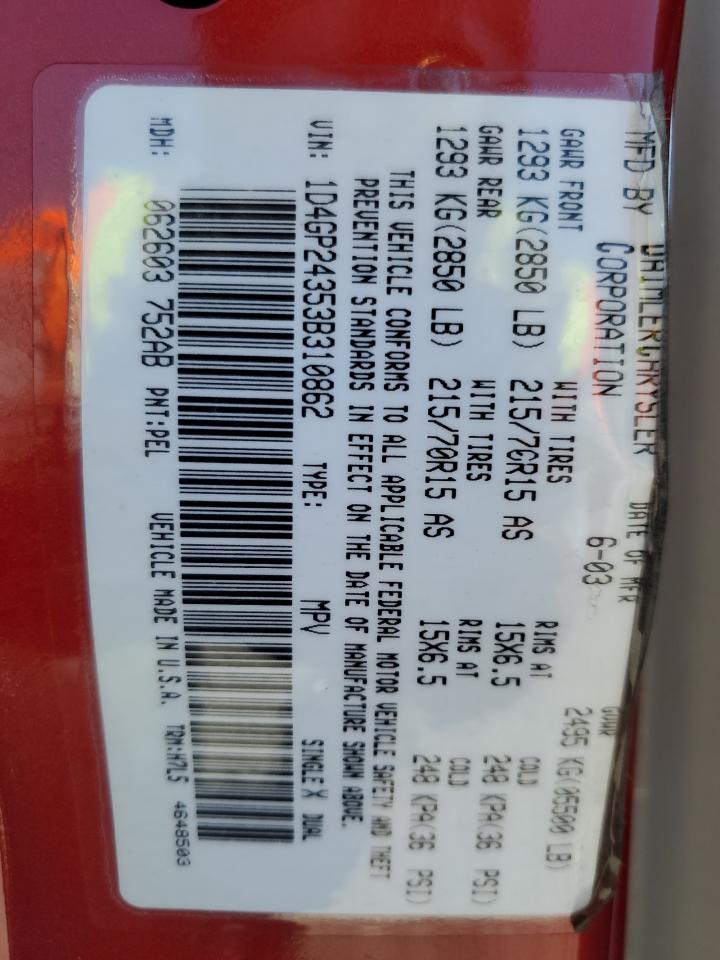 MFD BY DAIMLERCHRYSLER CORPORATION DATE OF MFR 6-03 GVWR 2495 KG(05500 LB)
GAWR FRONT WITH TIRES RIMS AT COLD
1293 KG(2850 LB) 215/70R15 AS 15X6.5 248 KPA(36 PSI)
GAWR REAR WITH TIRES RIMS AT COLD
1293 KG(2850 LB) 215/70R15 AS 15X6.5 248 KPA(36 PSI)
THIS VEHICLE CONFORMS TO ALL APPLICABLE FEDERAL MOTOR VEHICLE SAFETY AND THEFT
PREVENTION STANDARDS IN EFFECT ON THE DATE OF MANUFACTURE SHOWN ABOVE.
VIN: 1D4GP24353B310862 TYPE: MPV SINGLE X DUAL
MDH: 062603 752AB PNT:PEL VEHICLE MADE IN U.S.A. TRM:H7L5 4648503